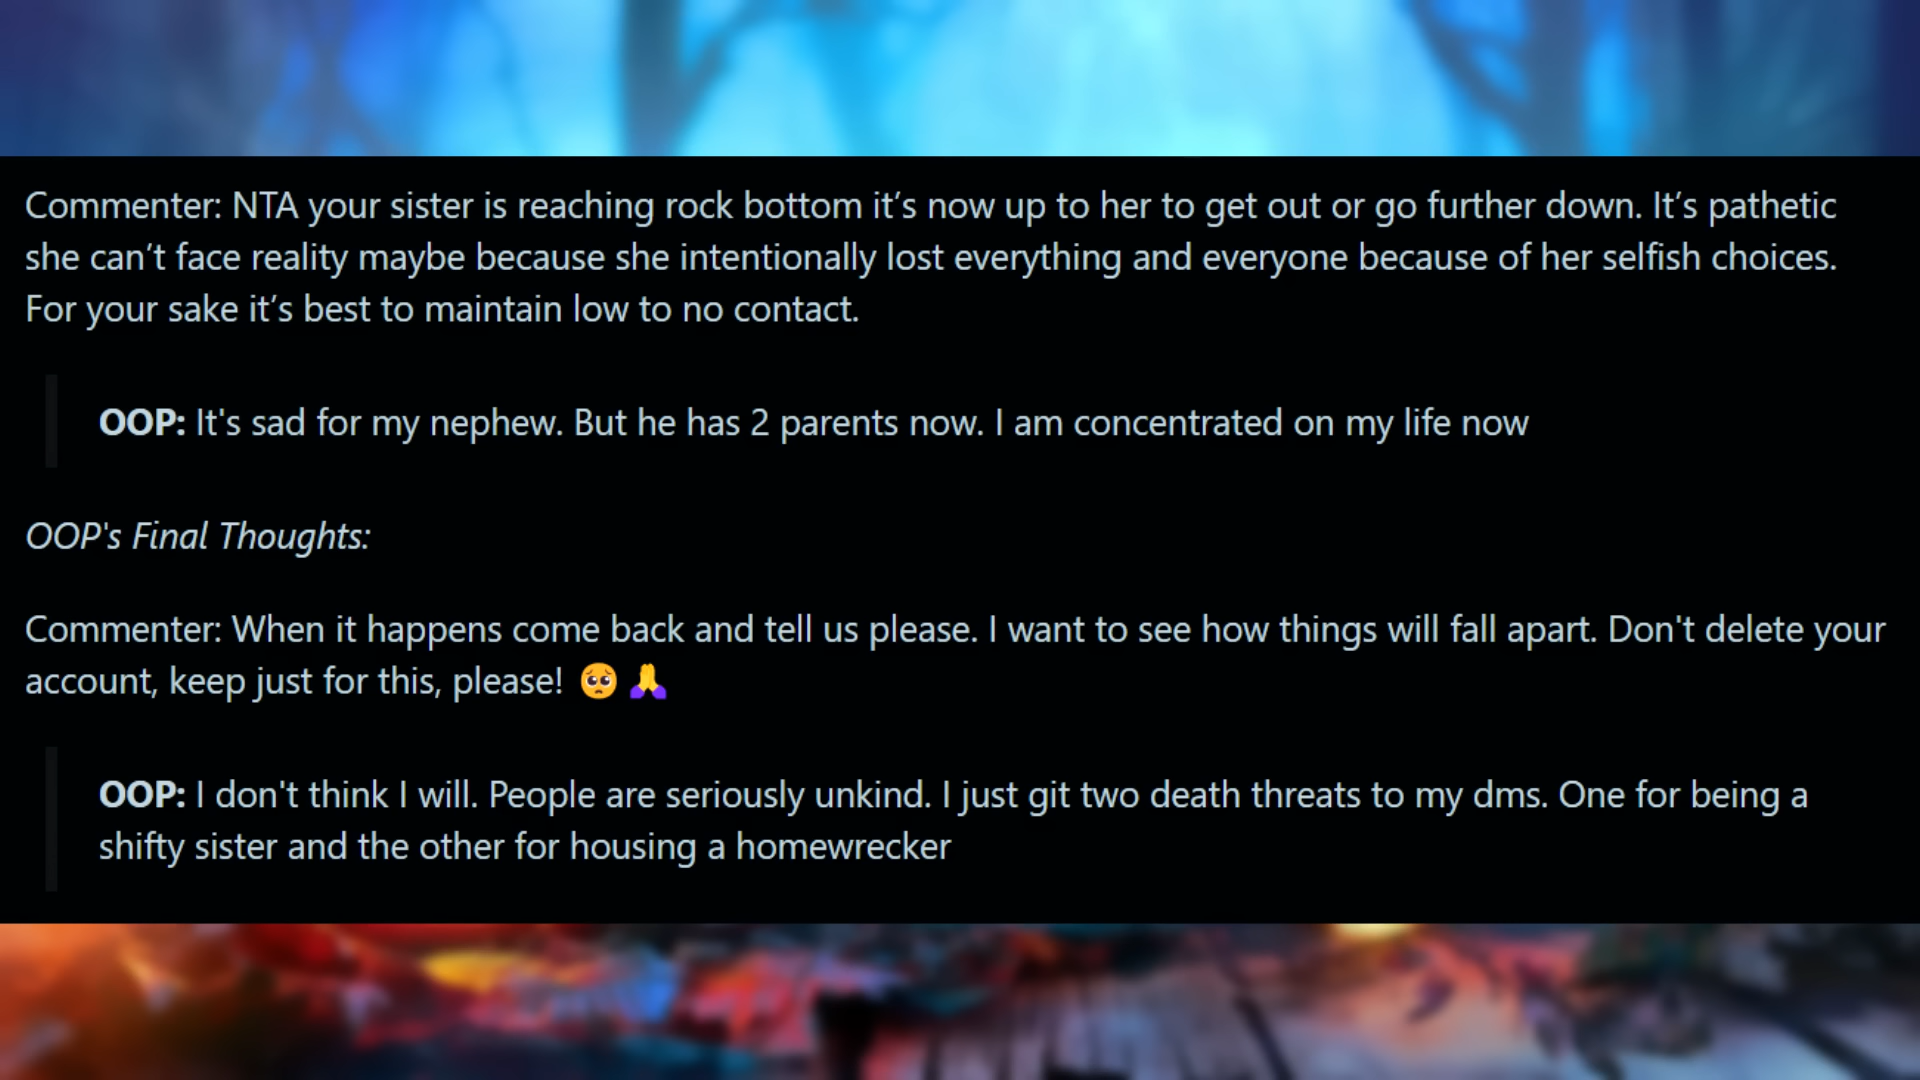 Commenter: NTA your sister is reaching rock bottom it’s now up to her to get out or go further down. It’s pathetic
she can’t face reality maybe because she intentionally lost everything and everyone because of her selfish choices.
For your sake it’s best to maintain low to no contact.
OOP: It's sad for my nephew. But he has 2 parents now. I am concentrated on my life now
OOP's Final Thoughts:
Commenter: When it happens come back and tell us please. I want to see how things will fall apart. Don't delete your
account, keep just for this, please! 🥺🙏
OOP: I don't think I will. People are seriously unkind. I just git two death threats to my dms. One for being a
shifty sister and the other for housing a homewrecker